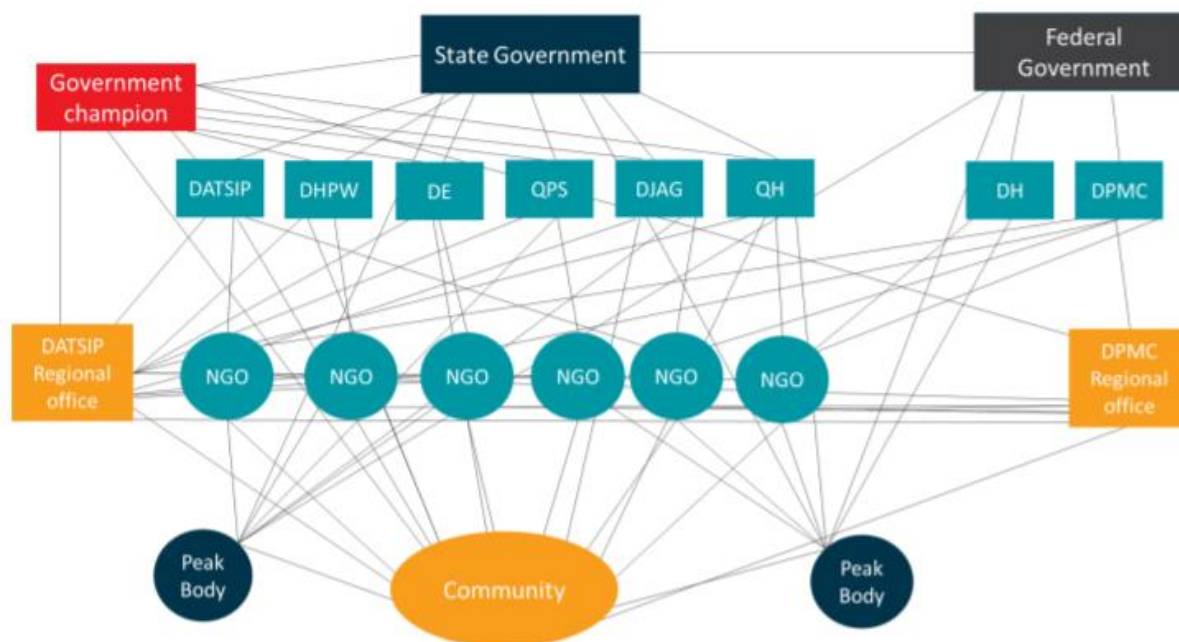 State Government
Federal
Government
Government
champion
DATSIP
DHPW
DE
QPS
DJAG
QH
DH
DPMC
DATSIP
Regional
office
NGO
NGO
NGO
NGO
NGO
NGO
DPMC
Regional
office
Peak
Body
Community
Peak
Body